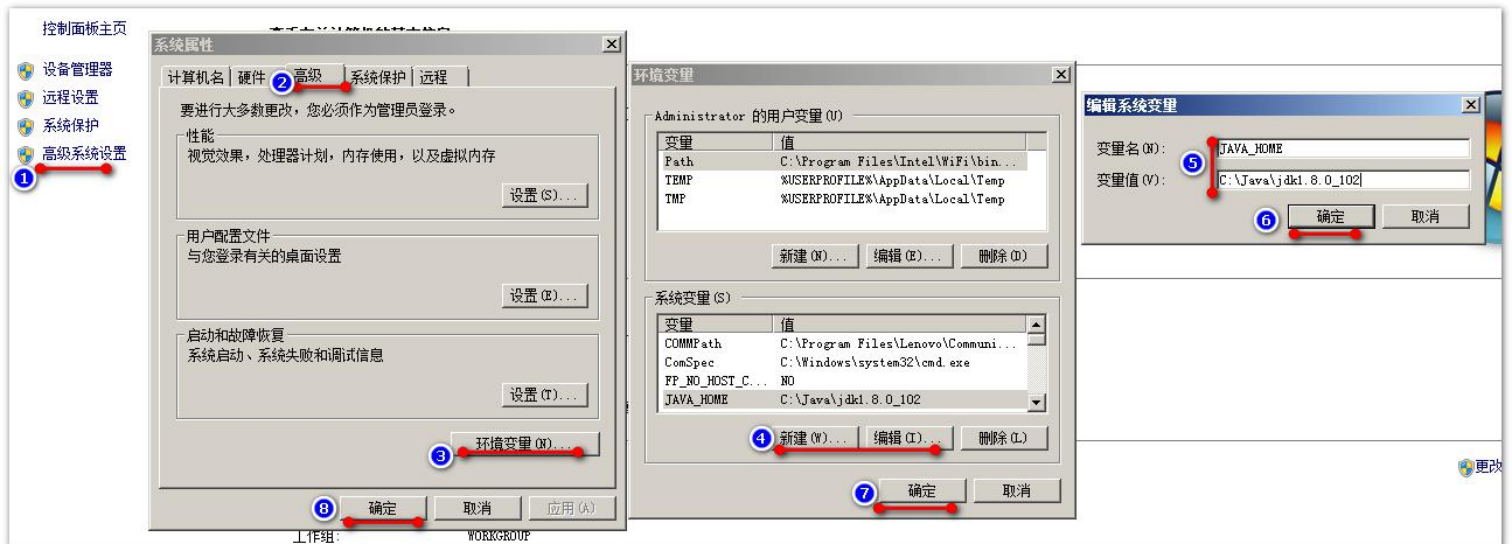 控制面板主页
设备管理器
远程设置
系统保护
高级系统设置
1
系统属性
计算机名 硬件 2 高级 系统保护 远程
要进行大多数更改，您必须作为管理员登录。
性能
视觉效果，处理器计划，内存使用，以及虚拟内存
设置(S)...
用户配置文件
与您登录有关的桌面设置
设置(E)...
启动和故障恢复
系统启动、系统失败和调试信息
设置(T)...
3 环境变量(N)...
8 确定 取消 应用(A)
工作组: WORKGROUP
环境变量
Administrator 的用户变量(U)
变量 值
Path C:\Program Files\Intel\WiFi\bin...
TEMP %USERPROFILE%\AppData\Local\Temp
TMP %USERPROFILE%\AppData\Local\Temp
新建(N)... 编辑(E)... 删除(D)
系统变量(S)
变量 值
COMMPath C:\Program Files\Lenovo\Communi...
ComSpec C:\Windows\system32\cmd.exe
FP_NO_HOST_C... NO
JAVA_HOME C:\Java\jdk1.8.0_102
4 新建(W)... 编辑(I)... 删除(L)
7 确定 取消
编辑系统变量
变量名(N): JAVA_HOME
5
变量值(V): C:\Java\jdk1.8.0_102
6 确定 取消
更改